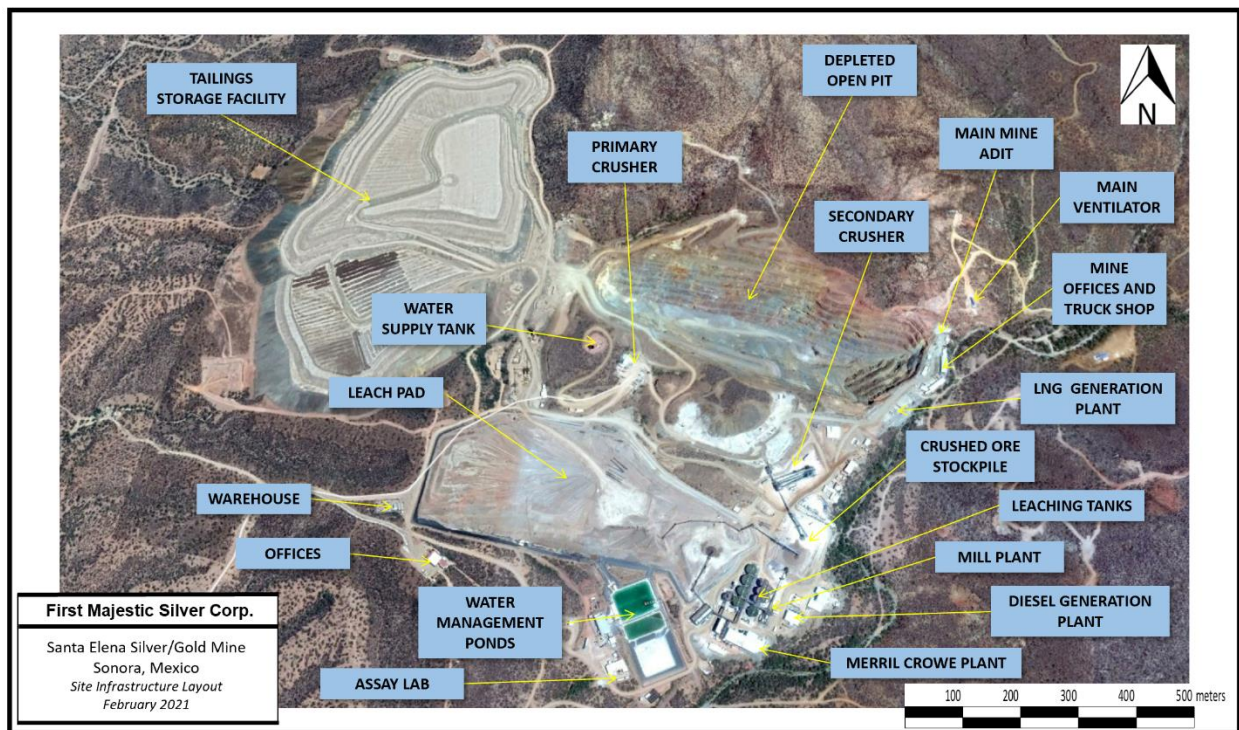 TAILINGS
STORAGE FACILITY
DEPLETED
OPEN PIT
N
PRIMARY
CRUSHER
MAIN MINE
ADIT
MAIN
VENTILATOR
SECONDARY
CRUSHER
MINE
OFFICES AND
TRUCK SHOP
WATER
SUPPLY TANK
LEACH PAD
LNG GENERATION
PLANT
CRUSHED ORE
STOCKPILE
WAREHOUSE
LEACHING TANKS
OFFICES
MILL PLANT
WATER
MANAGEMENT
PONDS
DIESEL GENERATION
PLANT
MERRIL CROWE PLANT
ASSAY LAB
First Majestic Silver Corp.
Santa Elena Silver/Gold Mine
Sonora, Mexico
Site Infrastructure Layout
February 2021
100 200 300 400 500 meters